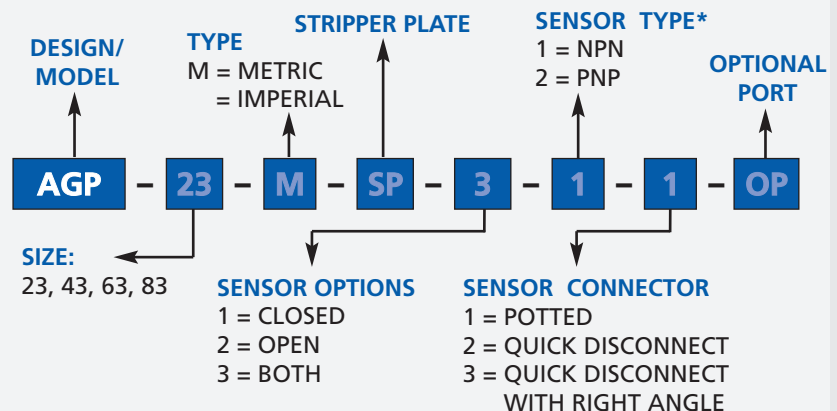 DESIGN/
MODEL
TYPE
M = METRIC
= IMPERIAL
STRIPPER PLATE
SENSOR TYPE*
1 = NPN
2 = PNP
OPTIONAL
PORT
AGP - 23 - M - SP - 3 - 1 - 1 - OP
SIZE:
23, 43, 63, 83
SENSOR OPTIONS
1 = CLOSED
2 = OPEN
3 = BOTH
SENSOR CONNECTOR
1 = POTTED
2 = QUICK DISCONNECT
3 = QUICK DISCONNECT
WITH RIGHT ANGLE